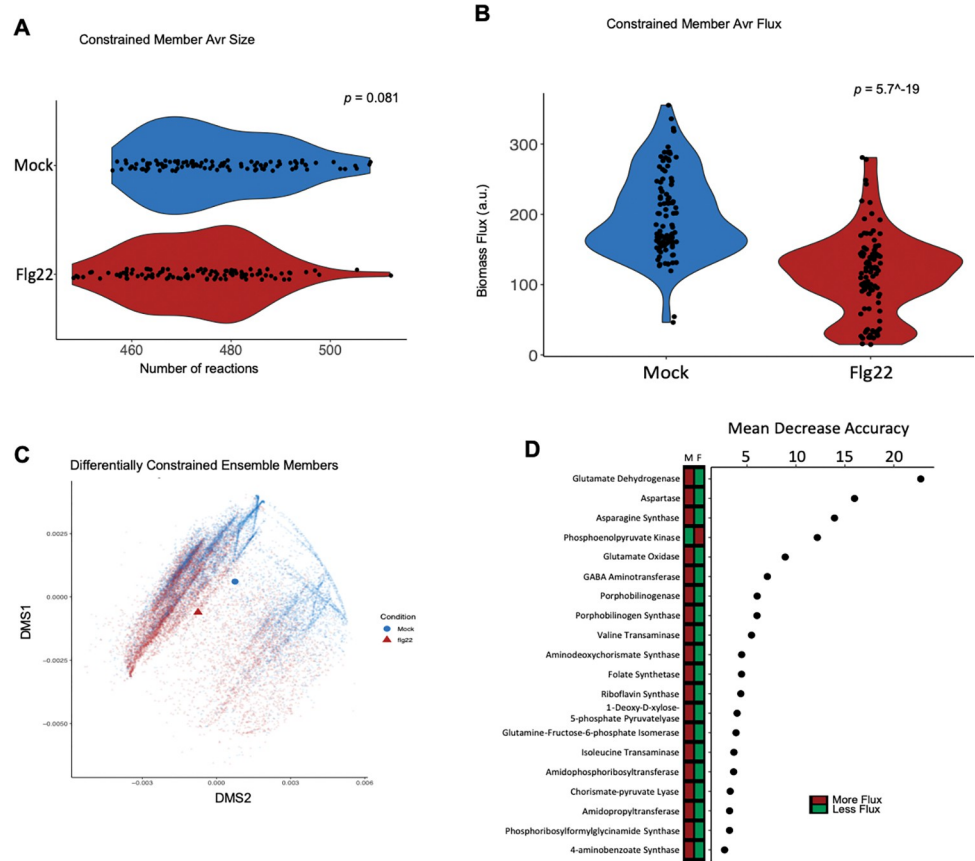 A
Constrained Member Avr Size
p = 0.081
Mock
Flg22
460
480
500
Number of reactions
B
Constrained Member Avr Flux
p = 5.7^-19
300
200
100
0
Biomass Flux (a.u.)
Mock
Flg22
C
Differentially Constrained Ensemble Members
0.0025
0.0000
−0.0025
−0.0050
DMS1
−0.003
0.000
0.003
0.006
DMS2
Condition
Mock
flg22
D
Mean Decrease Accuracy
M F
5
10
15
20
Glutamate Dehydrogenase
Aspartase
Asparagine Synthase
Phosphoenolpyruvate Kinase
Glutamate Oxidase
GABA Aminotransferase
Porphobilinogenase
Porphobilinogen Synthase
Valine Transaminase
Aminodeoxychorismate Synthase
Folate Synthetase
Riboflavin Synthase
1-Deoxy-D-xylose-
5-phosphate Pyruvatelyase
Glutamine-Fructose-6-phosphate Isomerase
Isoleucine Transaminase
Amidophosphoribosyltransferase
Chorismate-pyruvate Lyase
Amidopropyltransferase
Phosphoribosylformylglycinamide Synthase
4-aminobenzoate Synthase
More Flux
Less Flux